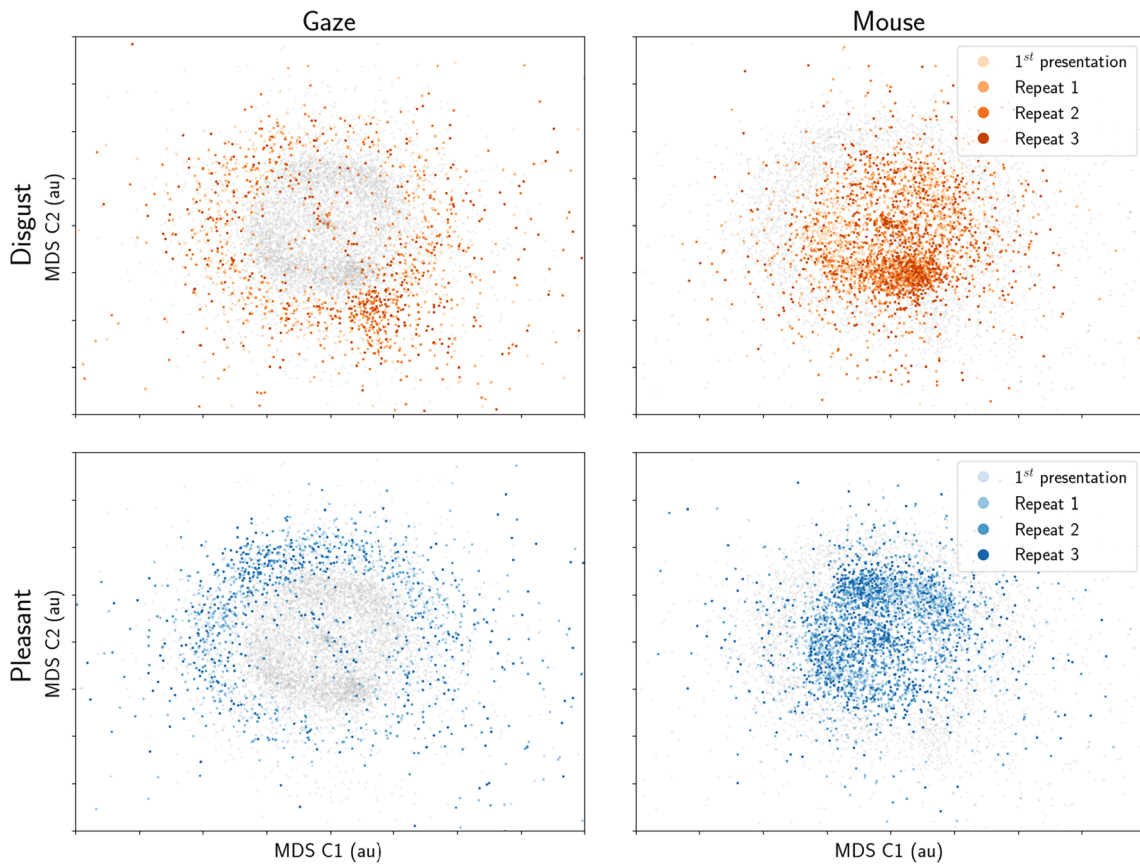 Gaze
Mouse
Disgust
MDS C2 (au)
1st presentation
Repeat 1
Repeat 2
Repeat 3
Pleasant
MDS C2 (au)
1st presentation
Repeat 1
Repeat 2
Repeat 3
MDS C1 (au)
MDS C1 (au)